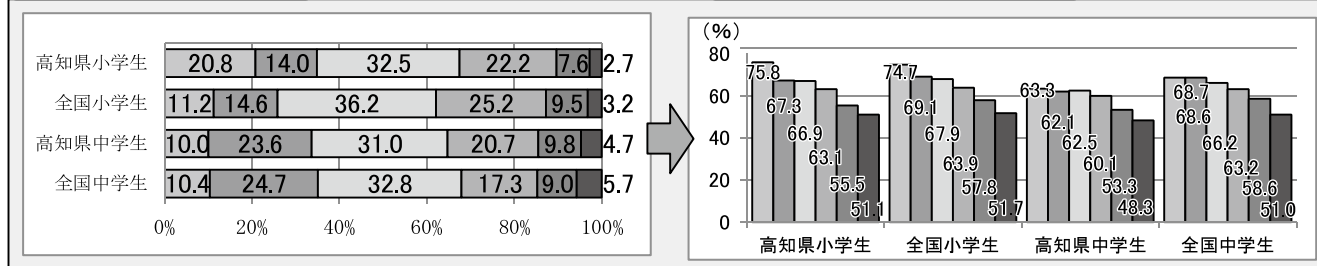 高知県小学生 20.8 14.0 32.5 22.2 7.6 2.7
全国小学生 11.2 14.6 36.2 25.2 9.5 3.2
高知県中学生 10.0 23.6 31.0 20.7 9.8 4.7
全国中学生 10.4 24.7 32.8 17.3 9.0 5.7
0% 20% 40% 60% 80% 100%
(%)
80
60
40
20
0
75.8 67.3 66.9 63.1 55.5 51.1
74.7 69.1 67.9 63.9 57.8 51.7
63.3 62.1 62.5 60.1 53.3 48.3
68.6 68.7 66.2 63.2 58.6 51.0
高知県小学生 全国小学生 高知県中学生 全国中学生